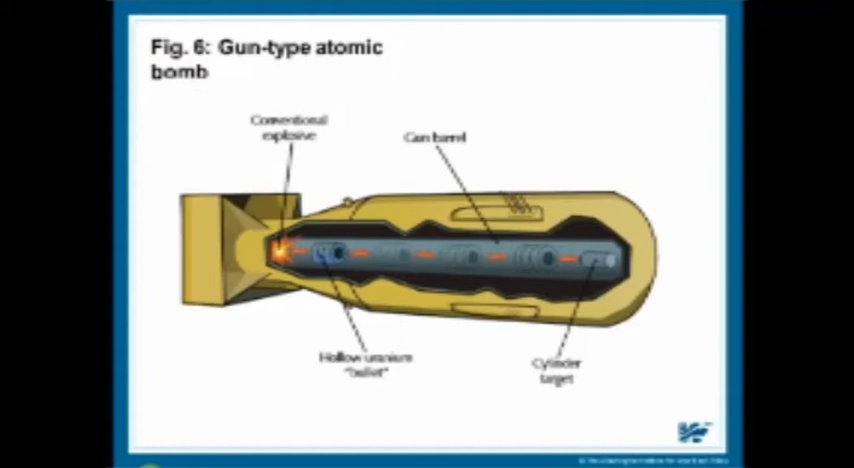 Fig. 6: Gun-type atomic
bomb
Conventional
explosive
Gun barrel
Hollow uranium
"bullet"
Cylinder
target